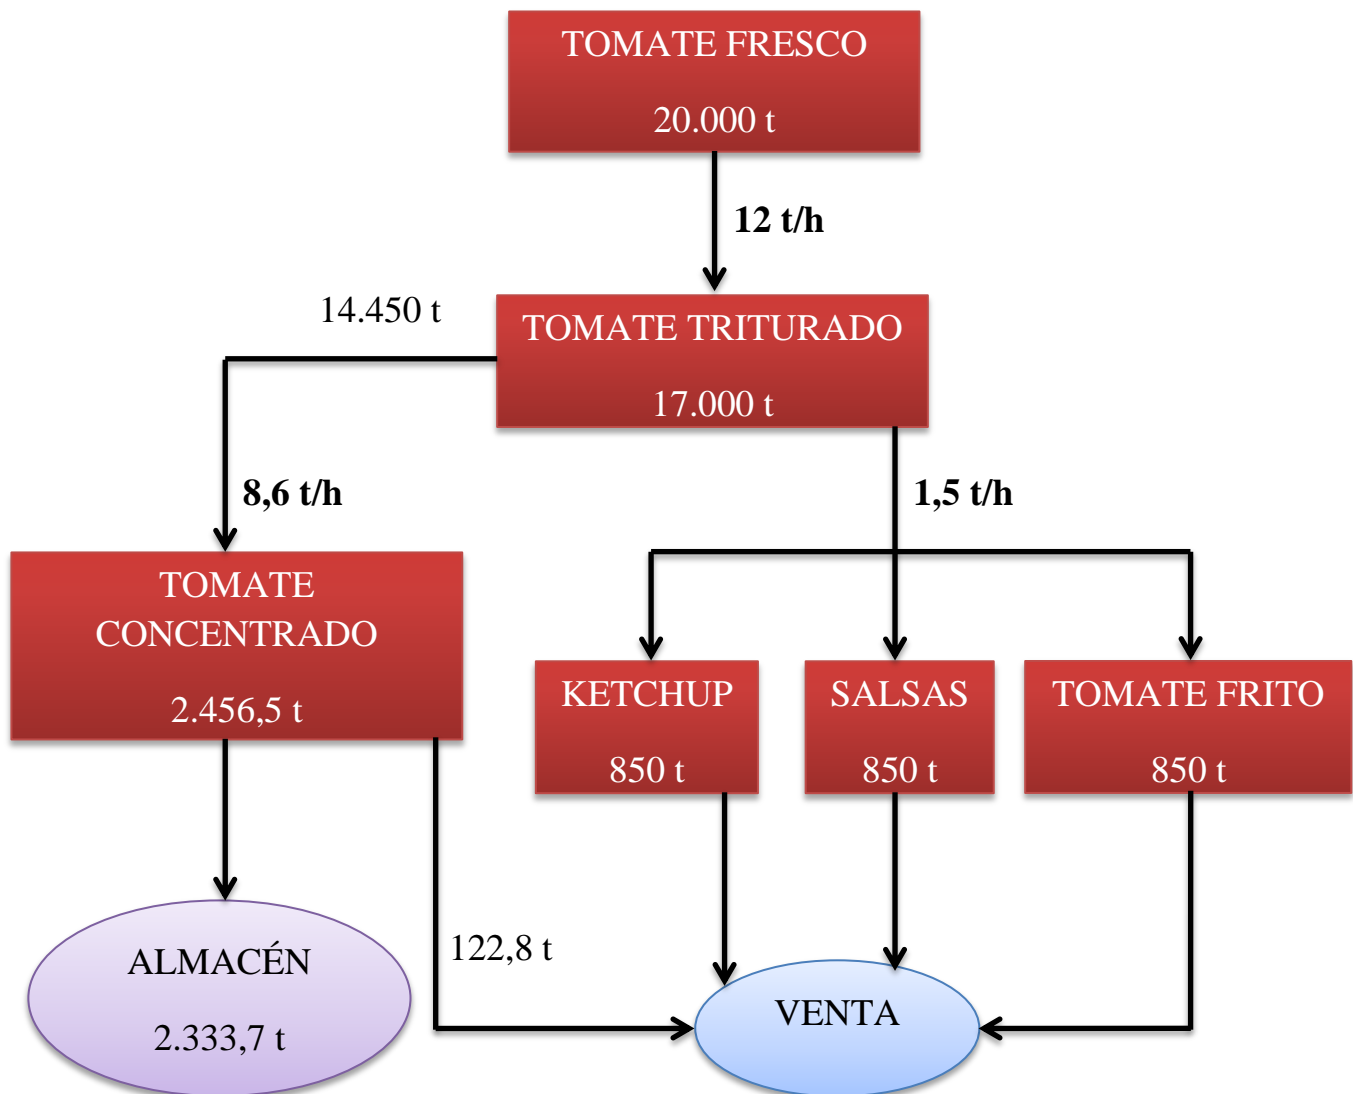 TOMATE FRESCO
20.000 t
12 t/h
14.450 t
TOMATE TRITURADO
17.000 t
8,6 t/h
1,5 t/h
TOMATE
CONCENTRADO
2.456,5 t
KETCHUP
850 t
SALSAS
850 t
TOMATE FRITO
850 t
ALMACÉN
2.333,7 t
122,8 t
VENTA